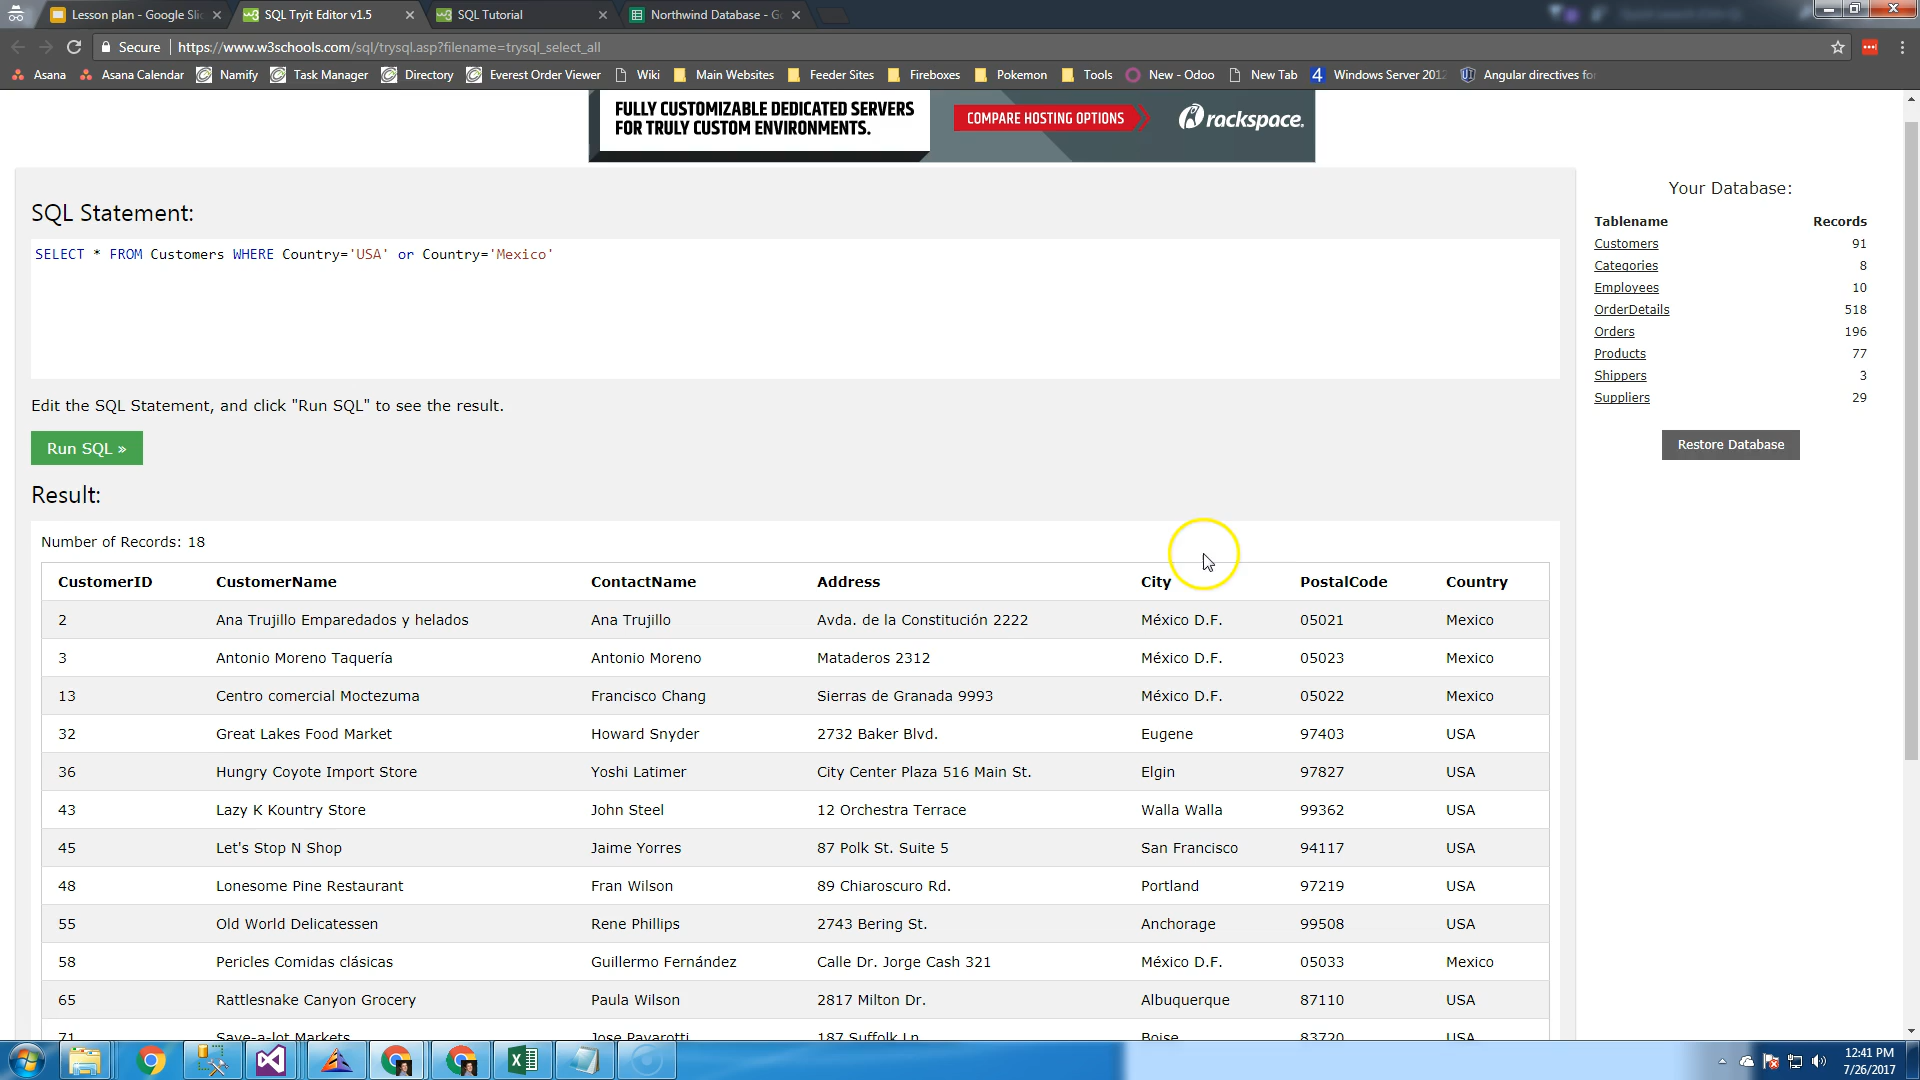 Lesson plan - Google Slic
SQL Tryit Editor v1.5
SQL Tutorial
Northwind Database - G
Secure
https://www.w3schools.com/sql/trysql.asp?filename=trysql_select_all
Asana
Asana Calendar
Namify
Task Manager
Directory
Everest Order Viewer
Wiki
Main Websites
Feeder Sites
Fireboxes
Pokemon
Tools
New - Odoo
New Tab
4 Windows Server 2012
Angular directives for
FULLY CUSTOMIZABLE DEDICATED SERVERS
FOR TRULY CUSTOM ENVIRONMENTS.
COMPARE HOSTING OPTIONS
rackspace.
SQL Statement:
SELECT * FROM Customers WHERE Country='USA' or Country='Mexico'
Edit the SQL Statement, and click "Run SQL" to see the result.
Run SQL »
Result:
Number of Records: 18
CustomerID CustomerName ContactName Address City PostalCode Country
2 Ana Trujillo Emparedados y helados Ana Trujillo Avda. de la Constitución 2222 México D.F. 05021 Mexico
3 Antonio Moreno Taquería Antonio Moreno Mataderos 2312 México D.F. 05023 Mexico
13 Centro comercial Moctezuma Francisco Chang Sierras de Granada 9993 México D.F. 05022 Mexico
32 Great Lakes Food Market Howard Snyder 2732 Baker Blvd. Eugene 97403 USA
36 Hungry Coyote Import Store Yoshi Latimer City Center Plaza 516 Main St. Elgin 97827 USA
43 Lazy K Kountry Store John Steel 12 Orchestra Terrace Walla Walla 99362 USA
45 Let's Stop N Shop Jaime Yorres 87 Polk St. Suite 5 San Francisco 94117 USA
48 Lonesome Pine Restaurant Fran Wilson 89 Chiaroscuro Rd. Portland 97219 USA
55 Old World Delicatessen Rene Phillips 2743 Bering St. Anchorage 99508 USA
58 Pericles Comidas clásicas Guillermo Fernández Calle Dr. Jorge Cash 321 México D.F. 05033 Mexico
65 Rattlesnake Canyon Grocery Paula Wilson 2817 Milton Dr. Albuquerque 87110 USA
71 Save-a-lot Markets Jose Pavarotti 187 Suffolk Ln. Boise 83720 USA
Your Database:
Tablename Records
Customers 91
Categories 8
Employees 10
OrderDetails 518
Orders 196
Products 77
Shippers 3
Suppliers 29
Restore Database
12:41 PM
7/26/2017